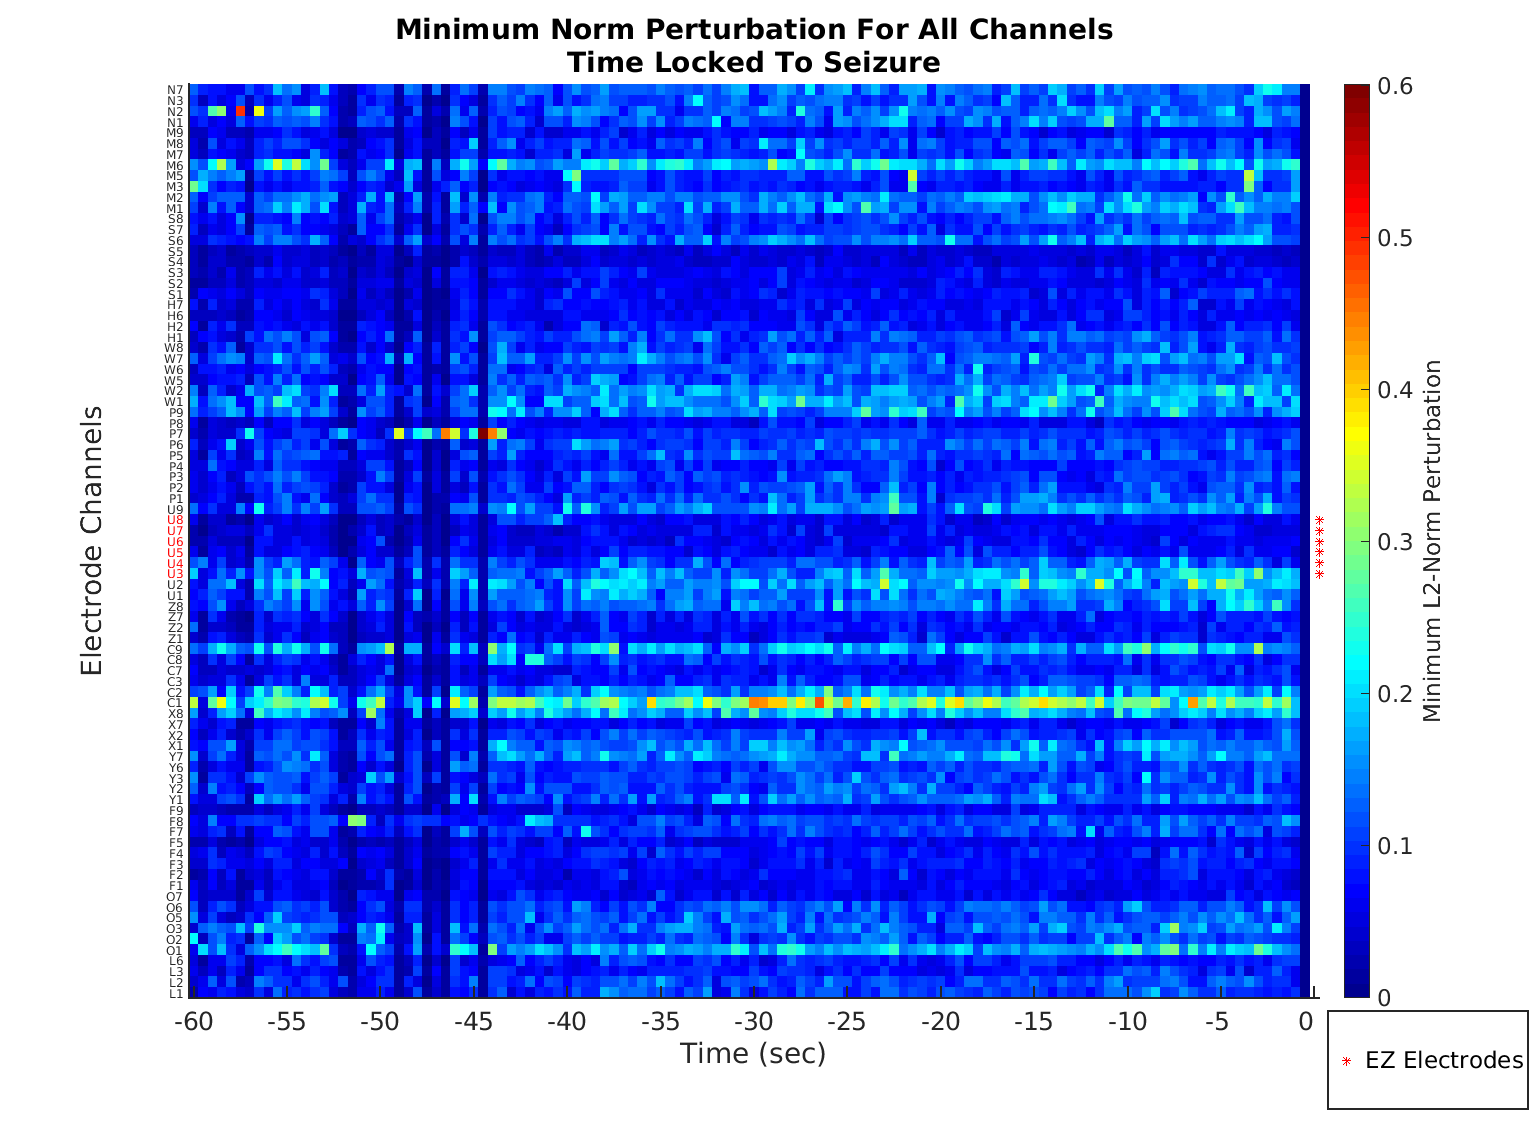 Minimum Norm Perturbation For All Channels
Time Locked To Seizure
Electrode Channels
N7
N3
N2
N1
M9
M8
M7
M6
M5
M3
M2
M1
S8
S7
S6
S5
S4
S3
S2
S1
H7
H6
H2
H1
W8
W7
W6
W5
W2
W1
P9
P8
P7
P6
P5
P4
P3
P2
P1
U9
U8
U7
U6
U5
U4
U3
U2
U1
Z8
Z7
Z2
Z1
C9
C8
C7
C3
C2
C1
X8
X7
X2
X1
Y7
Y6
Y3
Y2
Y1
F9
F8
F7
F5
F4
F3
F2
F1
O7
O6
O5
O3
O2
O1
L6
L3
L2
L1
-60 -55 -50 -45 -40 -35 -30 -25 -20 -15 -10 -5 0
Time (sec)
0.6
0.5
0.4
0.3
0.2
0.1
0
Minimum L2-Norm Perturbation
* EZ Electrodes